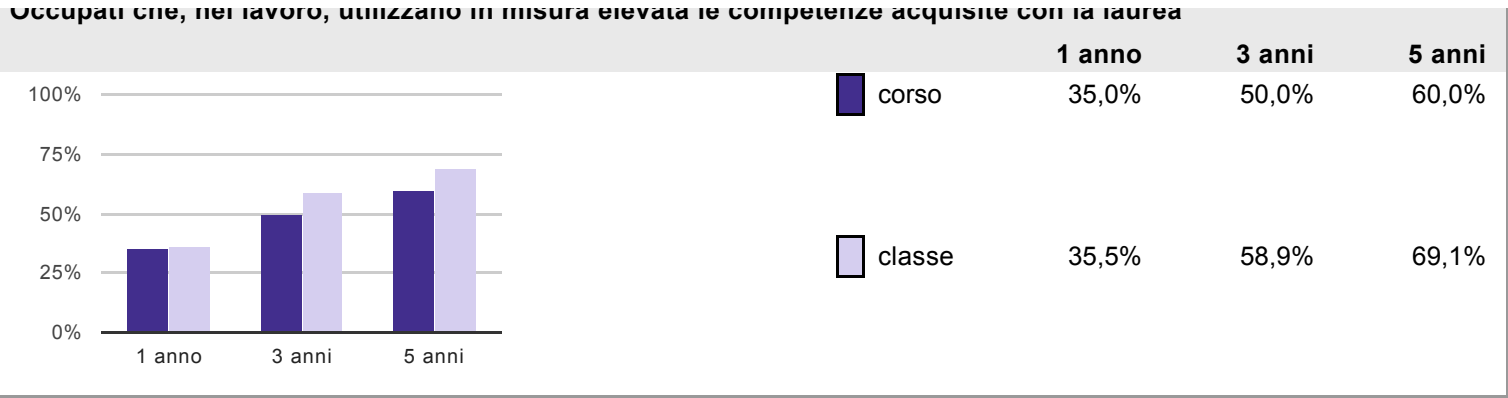 Occupati che, nel lavoro, utilizzano in misura elevata le competenze acquisite con la laurea
1 anno 3 anni 5 anni
100%
75%
50%
25%
0%
1 anno 3 anni 5 anni
corso 35,0% 50,0% 60,0%
classe 35,5% 58,9% 69,1%